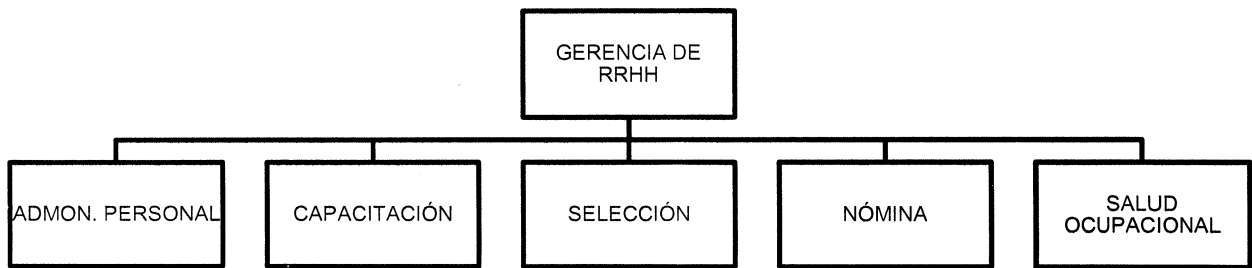 GERENCIA DE
RRHH
ADMON. PERSONAL
CAPACITACIÓN
SELECCIÓN
NÓMINA
SALUD
OCUPACIONAL